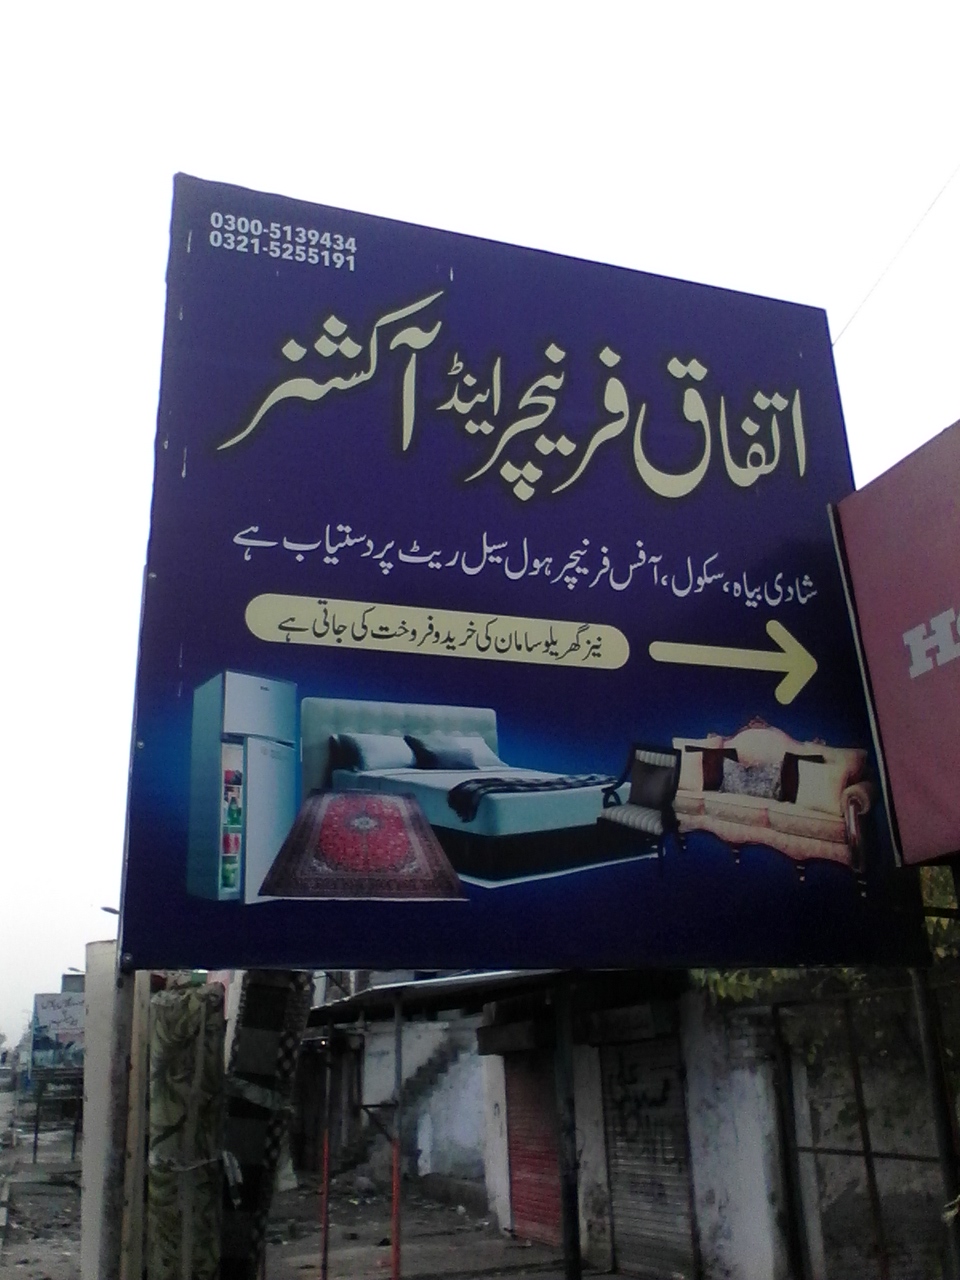 0300-5139434
0321-5255191
اتفاق فرنیچر اینڈ آکشنر
شادی بیاہ، سکول، آفس فرنیچر ہول سیل ریٹ پر دستیاب ہے
نیز گھریلو سامان کی خرید و فروخت کی جاتی ہے